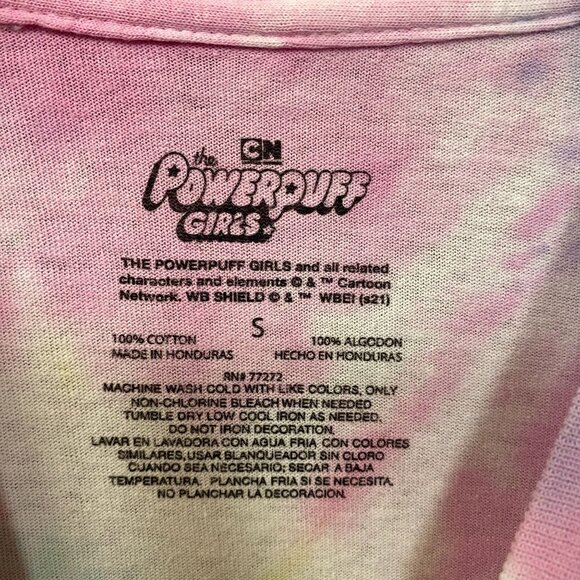 CN
the
POWERPUFF
GIRLS
THE POWERPUFF GIRLS and all related
characters and elements © & ™ Cartoon
Network. WB SHIELD © & ™ WBEI (s21)
S
100% COTTON 100% ALGODON
MADE IN HONDURAS HECHO EN HONDURAS
RN# 77272
MACHINE WASH COLD WITH LIKE COLORS, ONLY
NON-CHLORINE BLEACH WHEN NEEDED
TUMBLE DRY LOW COOL IRON AS NEEDED.
DO NOT IRON DECORATION.
LAVAR EN LAVADORA CON AGUA FRIA CON COLORES
SIMILARES, USAR BLANQUEADOR SIN CLORO
CUANDO SEA NECESARIO; SECAR A BAJA
TEMPERATURA. PLANCHA FRIA SI SE NECESITA.
NO PLANCHAR LA DECORACION.